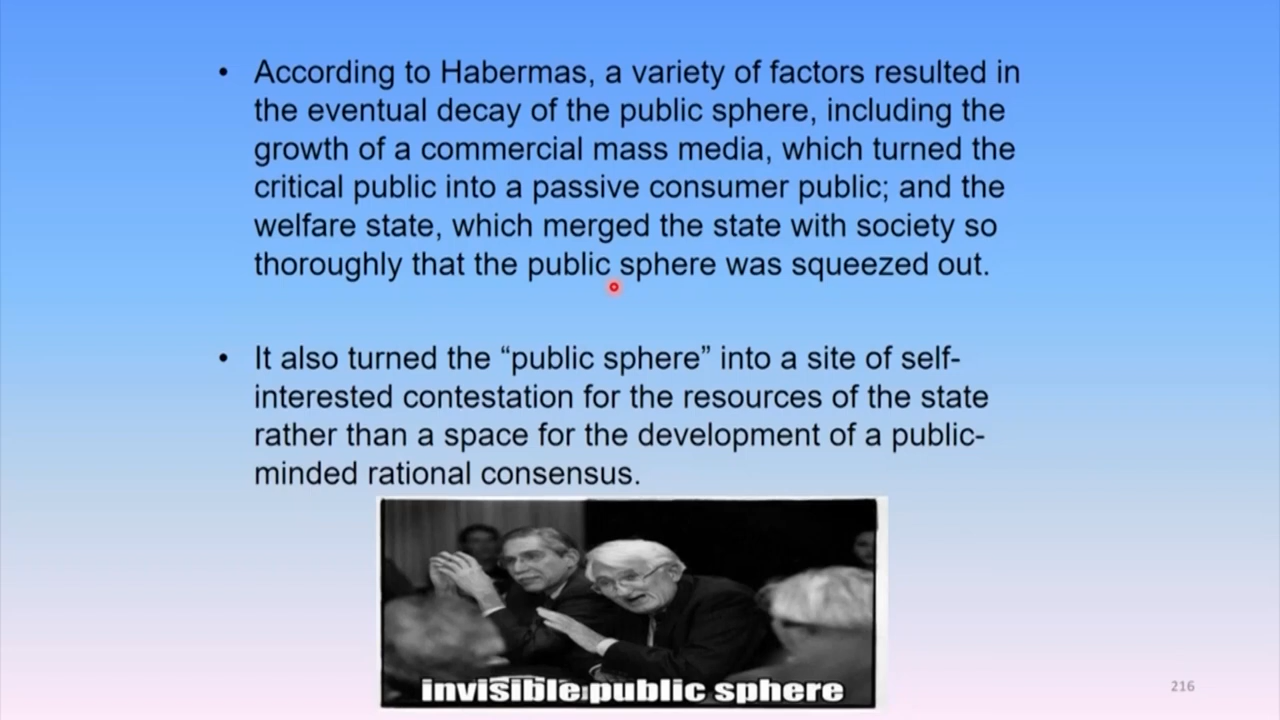 • According to Habermas, a variety of factors resulted in
the eventual decay of the public sphere, including the
growth of a commercial mass media, which turned the
critical public into a passive consumer public; and the
welfare state, which merged the state with society so
thoroughly that the public sphere was squeezed out.
• It also turned the “public sphere” into a site of self-
interested contestation for the resources of the state
rather than a space for the development of a public-
minded rational consensus.
invisible public sphere
216